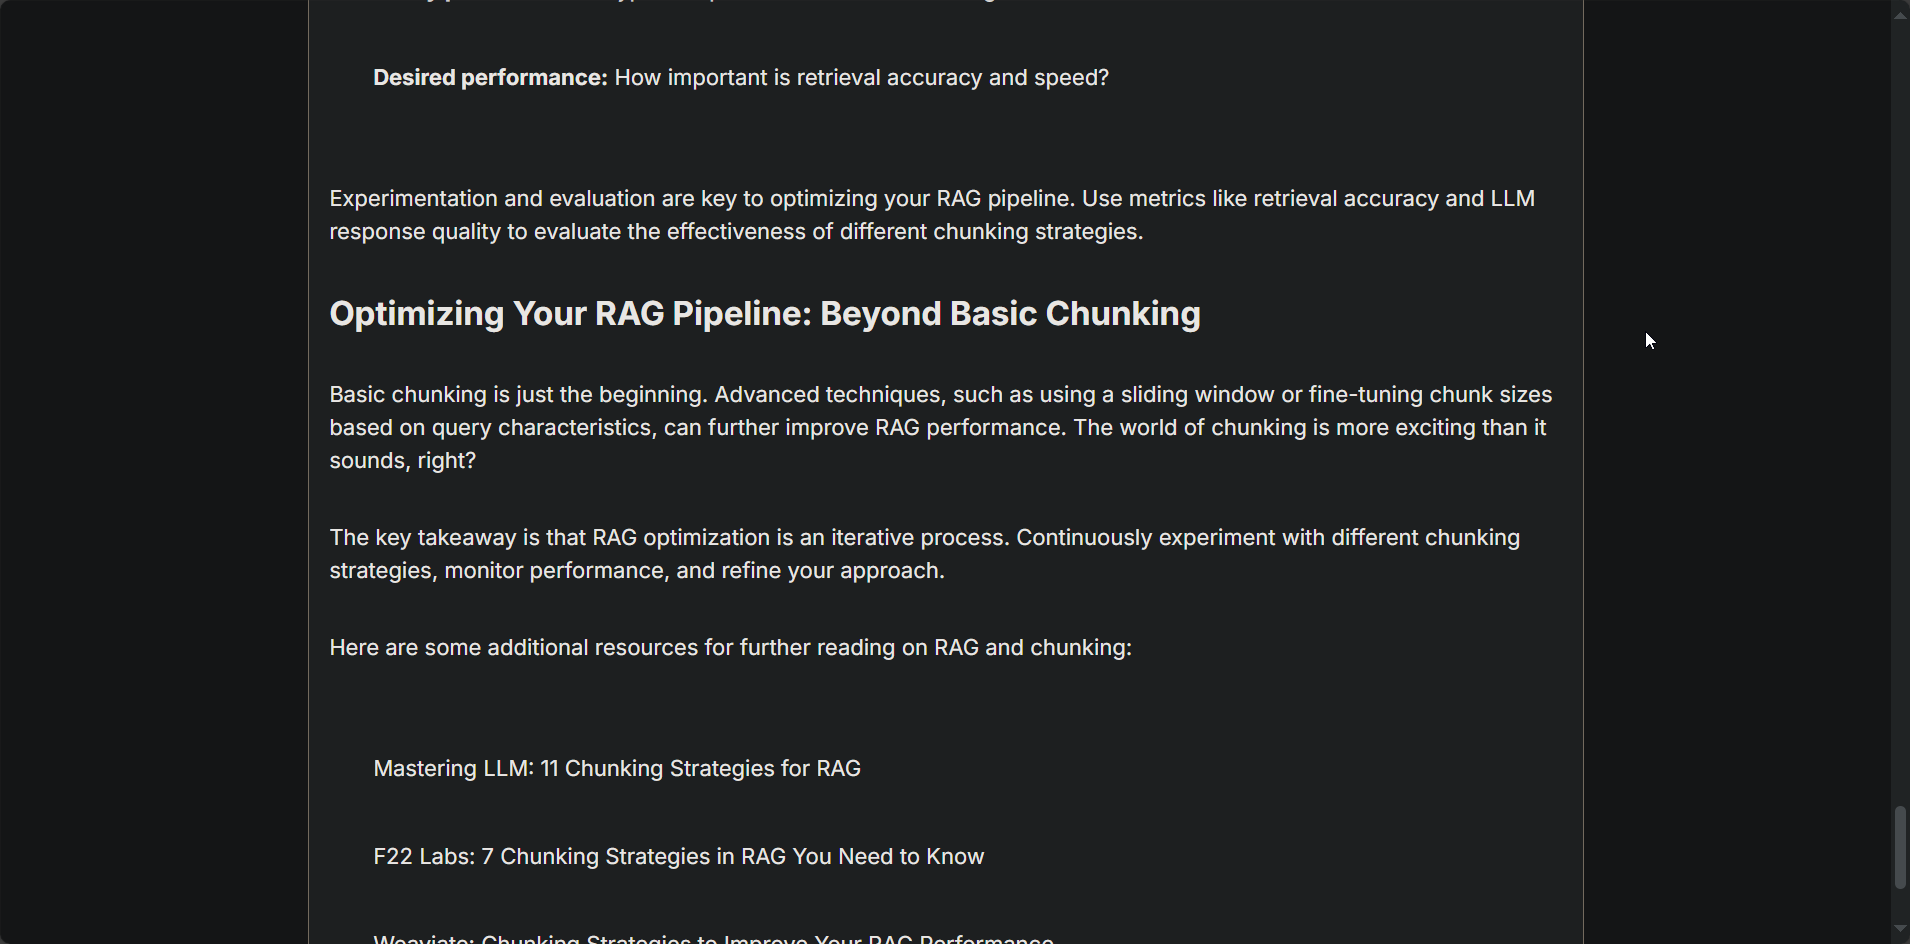 Desired performance: How important is retrieval accuracy and speed?
Experimentation and evaluation are key to optimizing your RAG pipeline. Use metrics like retrieval accuracy and LLM
response quality to evaluate the effectiveness of different chunking strategies.
Optimizing Your RAG Pipeline: Beyond Basic Chunking
Basic chunking is just the beginning. Advanced techniques, such as using a sliding window or fine-tuning chunk sizes
based on query characteristics, can further improve RAG performance. The world of chunking is more exciting than it
sounds, right?
The key takeaway is that RAG optimization is an iterative process. Continuously experiment with different chunking
strategies, monitor performance, and refine your approach.
Here are some additional resources for further reading on RAG and chunking:
Mastering LLM: 11 Chunking Strategies for RAG
F22 Labs: 7 Chunking Strategies in RAG You Need to Know
Weaviate: Chunking Strategies to Improve Your RAG Performance